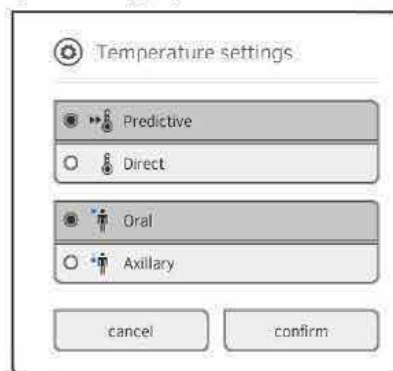 Temperature settings
Predictive
Direct
Oral
Axillary
cancel
confirm